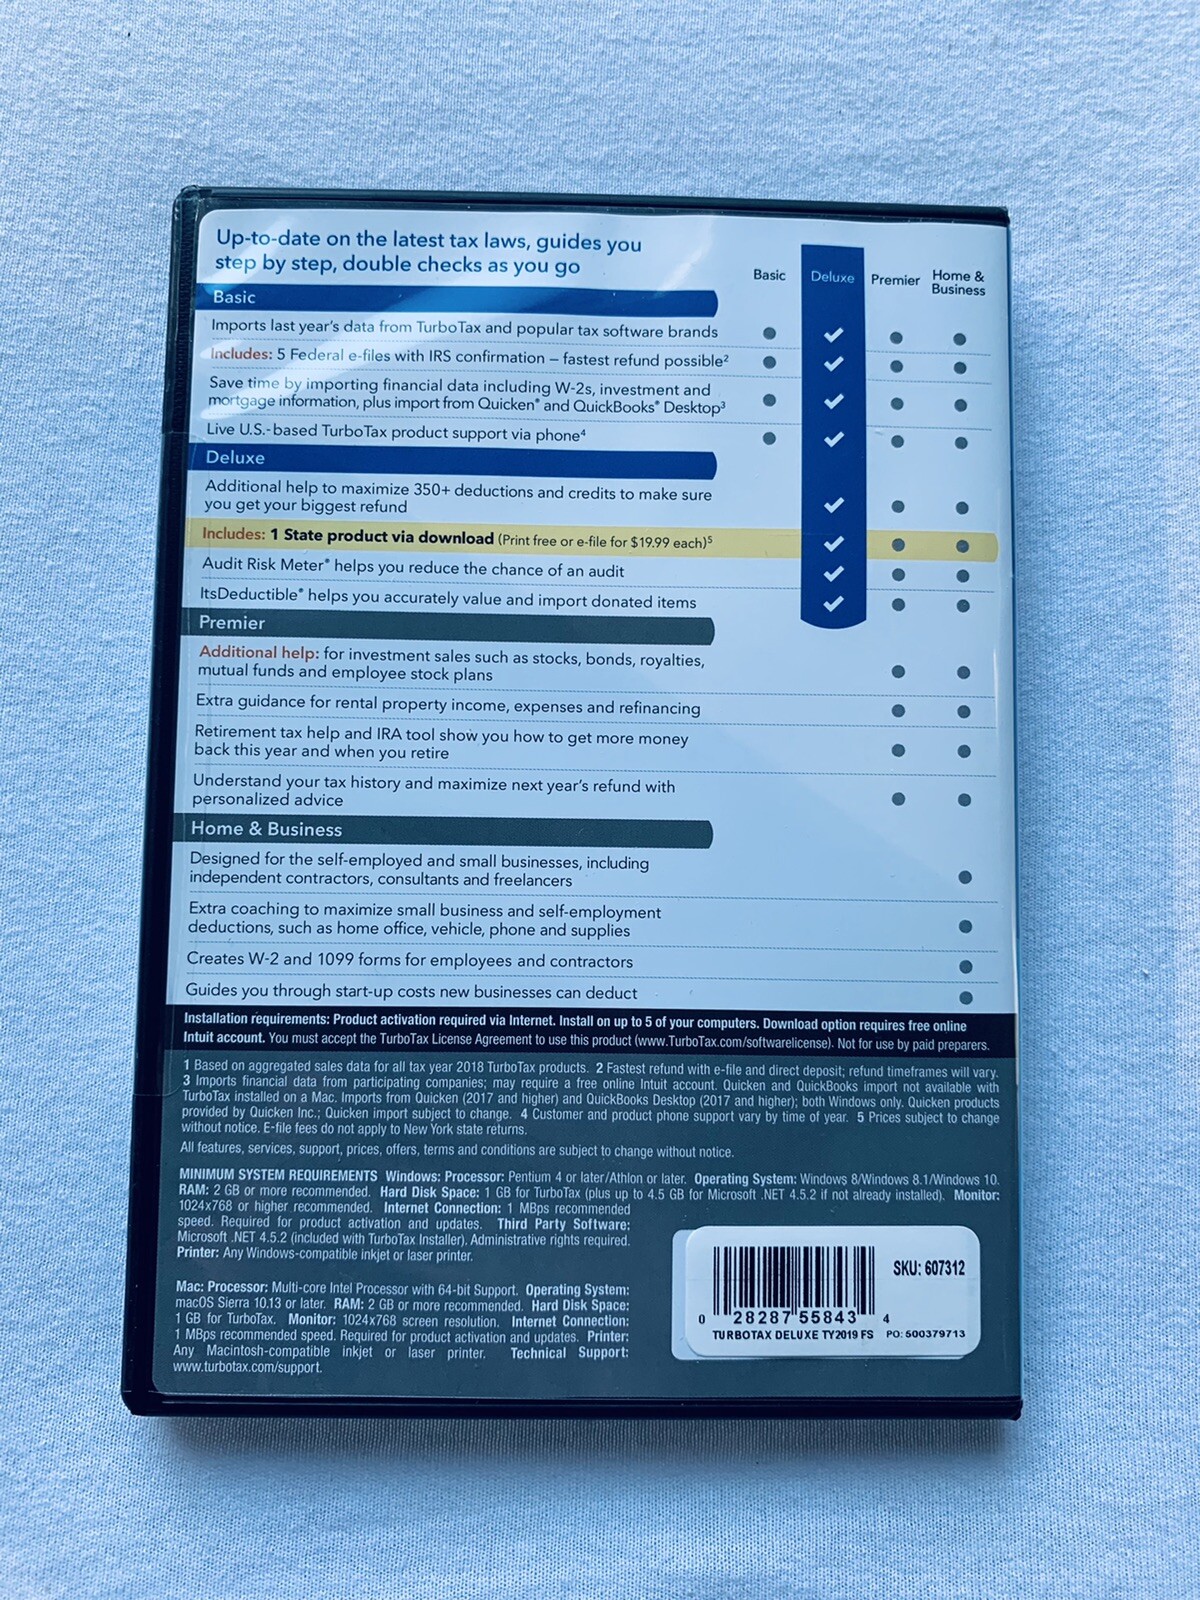 Up-to-date on the latest tax laws, guides you
step by step, double checks as you go
Basic
Deluxe
Premier
Home &
Business
Basic
Imports last year's data from TurboTax and popular tax software brands
Includes: 5 Federal e-files with IRS confirmation – fastest refund possible²
Save time by importing financial data including W-2s, investment and
mortgage information, plus import from Quicken® and QuickBooks® Desktop³
Live U.S.-based TurboTax product support via phone⁴
Deluxe
Additional help to maximize 350+ deductions and credits to make sure
you get your biggest refund
Includes: 1 State product via download (Print free or e-file for $19.99 each)⁵
Audit Risk Meter® helps you reduce the chance of an audit
ItsDeductible® helps you accurately value and import donated items
Premier
Additional help: for investment sales such as stocks, bonds, royalties,
mutual funds and employee stock plans
Extra guidance for rental property income, expenses and refinancing
Retirement tax help and IRA tool show you how to get more money
back this year and when you retire
Understand your tax history and maximize next year's refund with
personalized advice
Home & Business
Designed for the self-employed and small businesses, including
independent contractors, consultants and freelancers
Extra coaching to maximize small business and self-employment
deductions, such as home office, vehicle, phone and supplies
Creates W-2 and 1099 forms for employees and contractors
Guides you through start-up costs new businesses can deduct
Installation requirements: Product activation required via Internet. Install on up to 5 of your computers. Download option requires free online
Intuit account. You must accept the TurboTax License Agreement to use this product (www.TurboTax.com/softwarelicense). Not for use by paid preparers.
1 Based on aggregated sales data for all tax year 2018 TurboTax products. 2 Fastest refund with e-file and direct deposit; refund timeframes will vary.
3 Imports financial data from participating companies; may require a free online Intuit account. Quicken and QuickBooks import not available with
TurboTax installed on a Mac. Imports from Quicken (2017 and higher) and QuickBooks Desktop (2017 and higher); both Windows only. Quicken products
provided by Quicken Inc.; Quicken import subject to change. 4 Customer and product phone support vary by time of year. 5 Prices subject to change
without notice. E-file fees do not apply to New York state returns.
All features, services, support, prices, offers, terms and conditions are subject to change without notice.
MINIMUM SYSTEM REQUIREMENTS Windows: Processor: Pentium 4 or later/Athlon or later. Operating System: Windows 8/Windows 8.1/Windows 10.
RAM: 2 GB or more recommended. Hard Disk Space: 1 GB for TurboTax (plus up to 4.5 GB for Microsoft .NET 4.5.2 if not already installed). Monitor:
1024x768 or higher recommended. Internet Connection: 1 MBps recommended
speed. Required for product activation and updates. Third Party Software:
Microsoft .NET 4.5.2 (included with TurboTax Installer). Administrative rights required.
Printer: Any Windows-compatible inkjet or laser printer.
Mac: Processor: Multi-core Intel Processor with 64-bit Support. Operating System:
macOS Sierra 10.13 or later. RAM: 2 GB or more recommended. Hard Disk Space:
1 GB for TurboTax. Monitor: 1024x768 screen resolution. Internet Connection:
1 MBps recommended speed. Required for product activation and updates. Printer:
Any Macintosh-compatible inkjet or laser printer. Technical Support:
www.turbotax.com/support.
SKU: 607312
0 28287 55843 4
TURBOTAX DELUXE TY2019 FS PO: 500379713